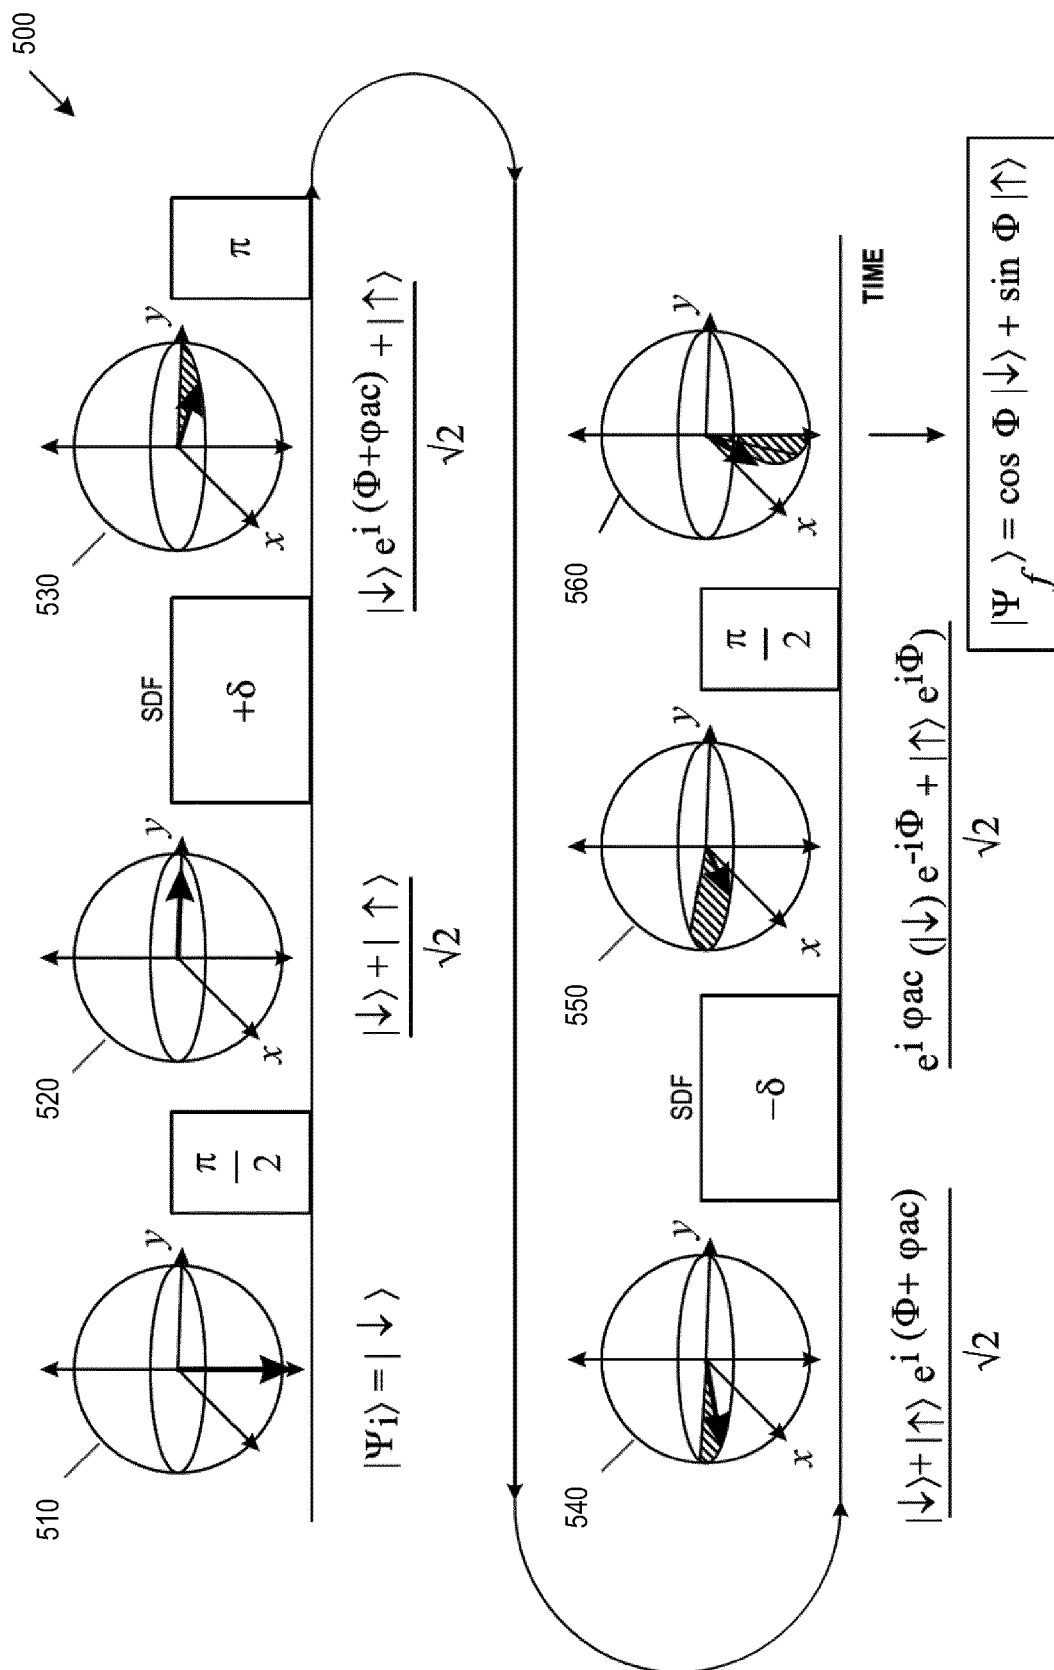 500
510
y
π
2
520
y
x
SDF
+δ
530
y
x
π
|Ψi⟩ = |↓⟩
|↓⟩ + |↑⟩
√2
|↓⟩ e i (Φ+φac) + |↑⟩
√2
540
y
x
SDF
−δ
550
y
x
π
2
560
y
x
TIME
|↓⟩ + |↑⟩ e i (Φ+ φac)
√2
e i φac (|↓⟩ e -iΦ + |↑⟩ e iΦ)
√2
|Ψ f ⟩ = cos Φ |↓⟩ + sin Φ |↑⟩